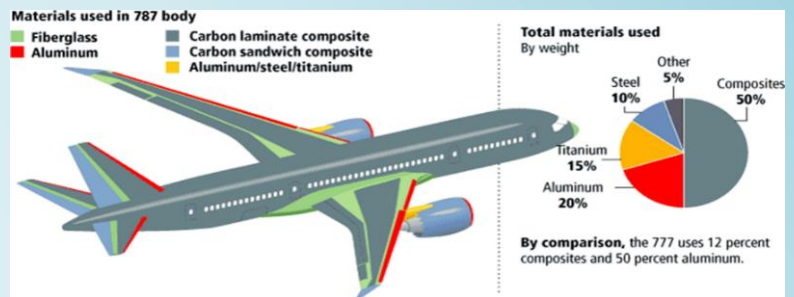 Materials used in 787 body
Fiberglass
Aluminum
Carbon laminate composite
Carbon sandwich composite
Aluminum/steel/titanium
Total materials used
By weight
Other
5%
Steel
10%
Composites
50%
Titanium
15%
Aluminum
20%
By comparison, the 777 uses 12 percent
composites and 50 percent aluminum.